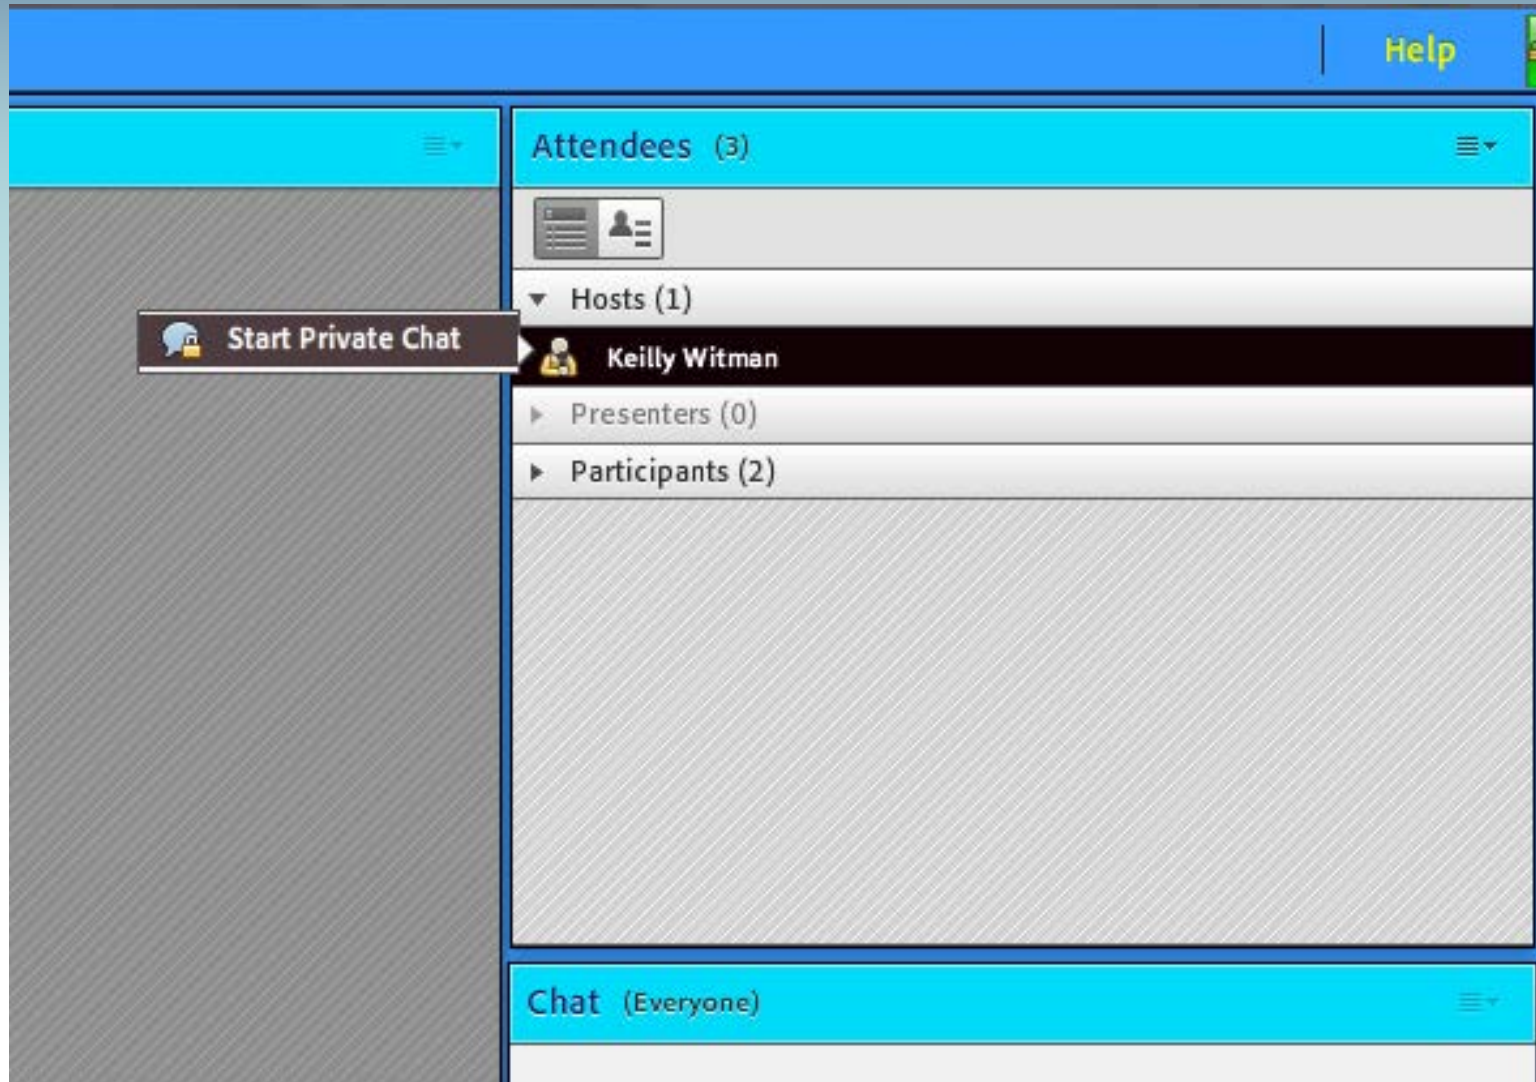 Help
Attendees (3)
Hosts (1)
Start Private Chat
Keilly Witman
Presenters (0)
Participants (2)
Chat (Everyone)